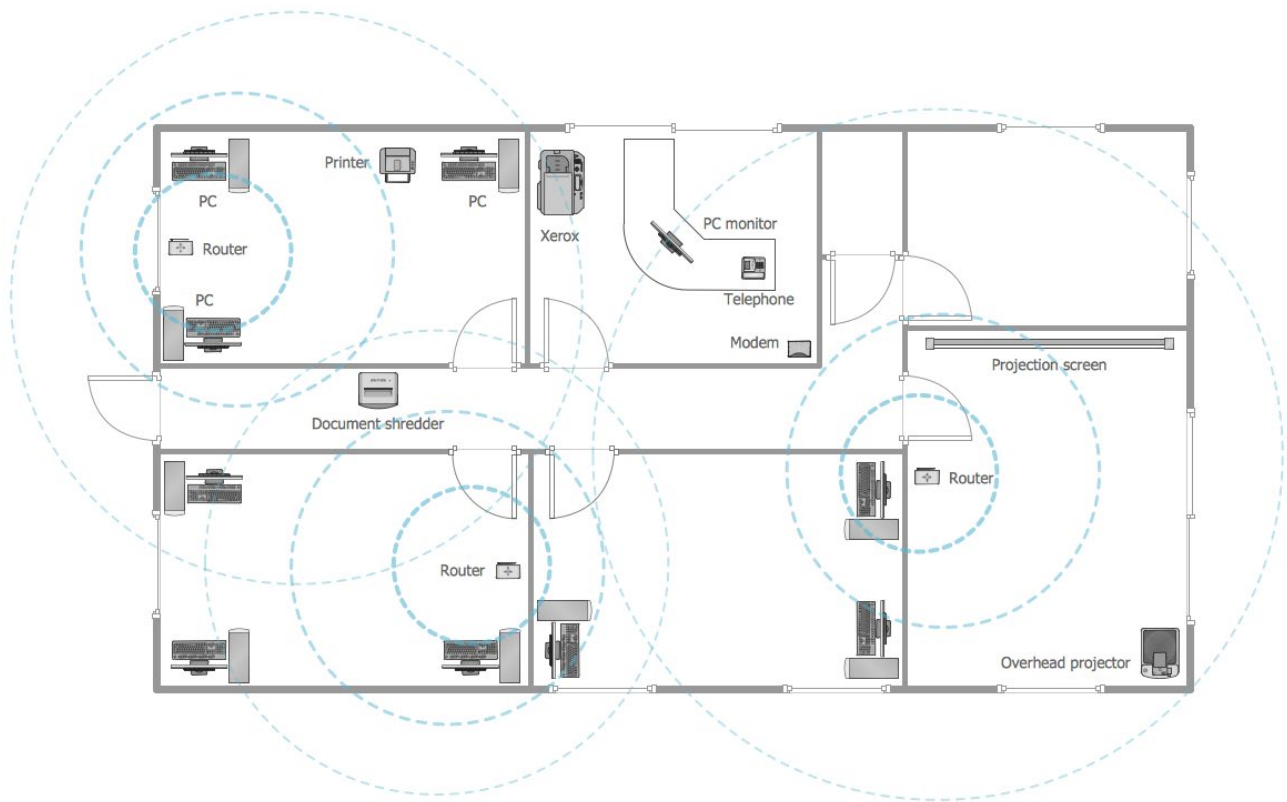 Printer
PC
PC
Router
PC
Xerox
PC monitor
Telephone
Modem
Projection screen
Document shredder
Router
Router
Overhead projector